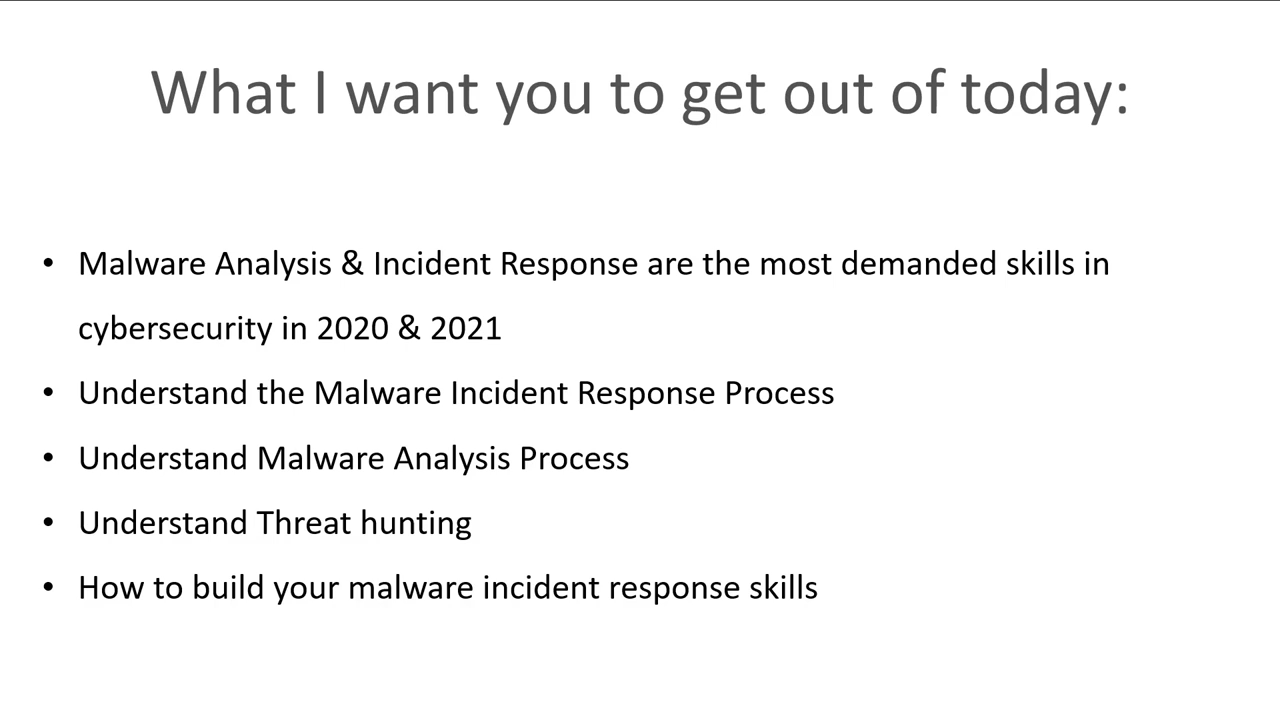 What I want you to get out of today:
• Malware Analysis & Incident Response are the most demanded skills in
cybersecurity in 2020 & 2021
• Understand the Malware Incident Response Process
• Understand Malware Analysis Process
• Understand Threat hunting
• How to build your malware incident response skills